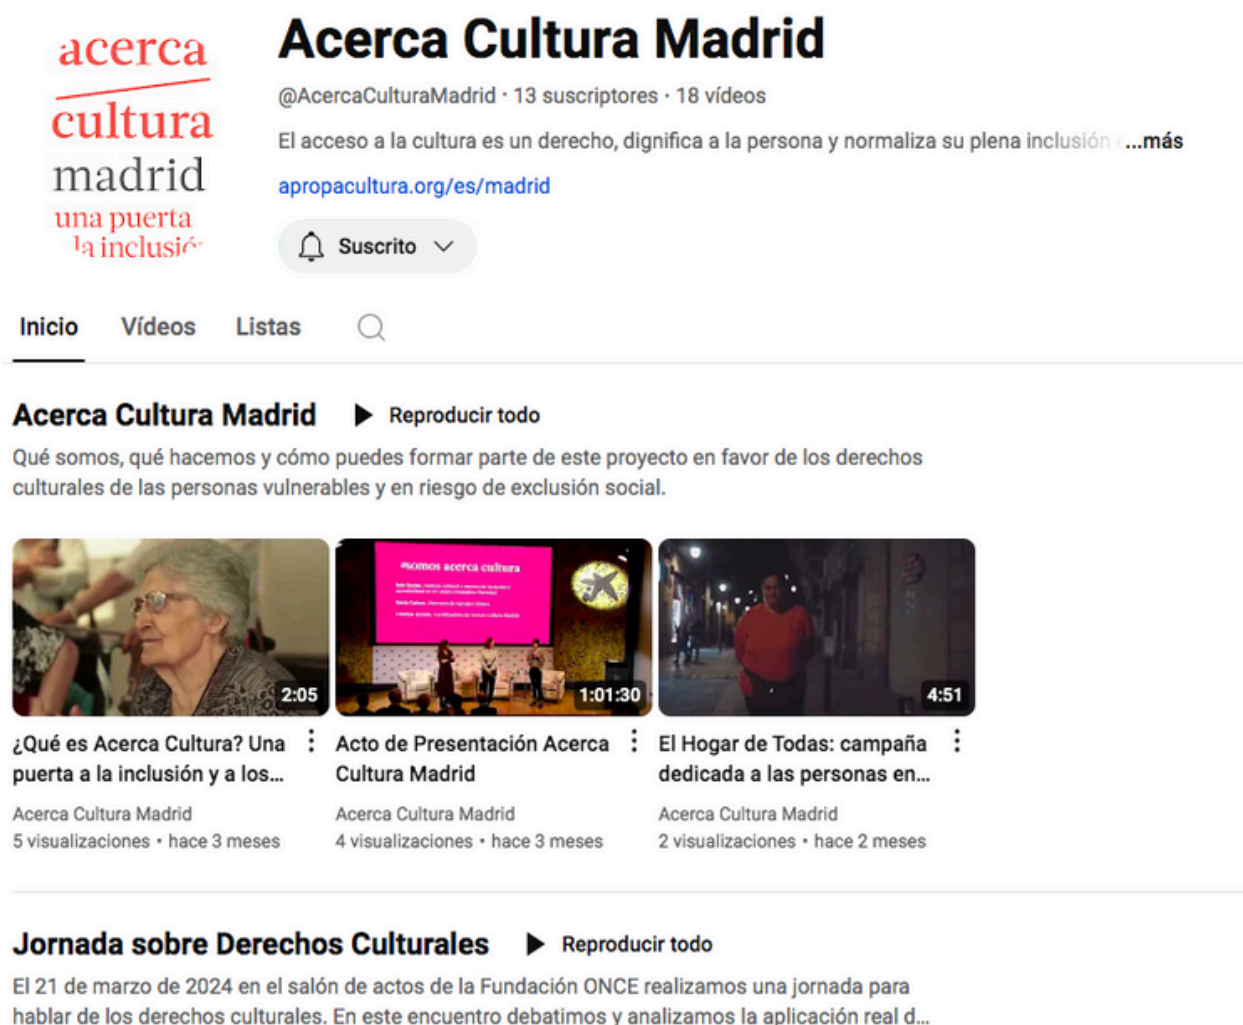 acerca
cultura
madrid
una puerta
la inclusió
Acerca Cultura Madrid
@AcercaCulturaMadrid · 13 suscriptores · 18 vídeos
El acceso a la cultura es un derecho, dignifica a la persona y normaliza su plena inclusión ...más
apropacultura.org/es/madrid
Suscrito
Inicio Vídeos Listas
Acerca Cultura Madrid Reproducir todo
Qué somos, qué hacemos y cómo puedes formar parte de este proyecto en favor de los derechos
culturales de las personas vulnerables y en riesgo de exclusión social.
2:05
#somos acerca cultura
1:01:30
4:51
¿Qué es Acerca Cultura? Una
puerta a la inclusión y a los...
Acerca Cultura Madrid
5 visualizaciones • hace 3 meses
Acto de Presentación Acerca
Cultura Madrid
Acerca Cultura Madrid
4 visualizaciones • hace 3 meses
El Hogar de Todas: campaña
dedicada a las personas en...
Acerca Cultura Madrid
2 visualizaciones • hace 2 meses
Jornada sobre Derechos Culturales Reproducir todo
El 21 de marzo de 2024 en el salón de actos de la Fundación ONCE realizamos una jornada para
hablar de los derechos culturales. En este encuentro debatimos y analizamos la aplicación real d...